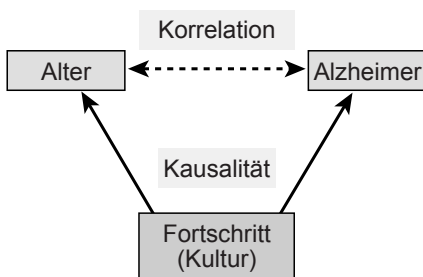 Korrelation
Alter
Alzheimer
Kausalität
Fortschritt
(Kultur)